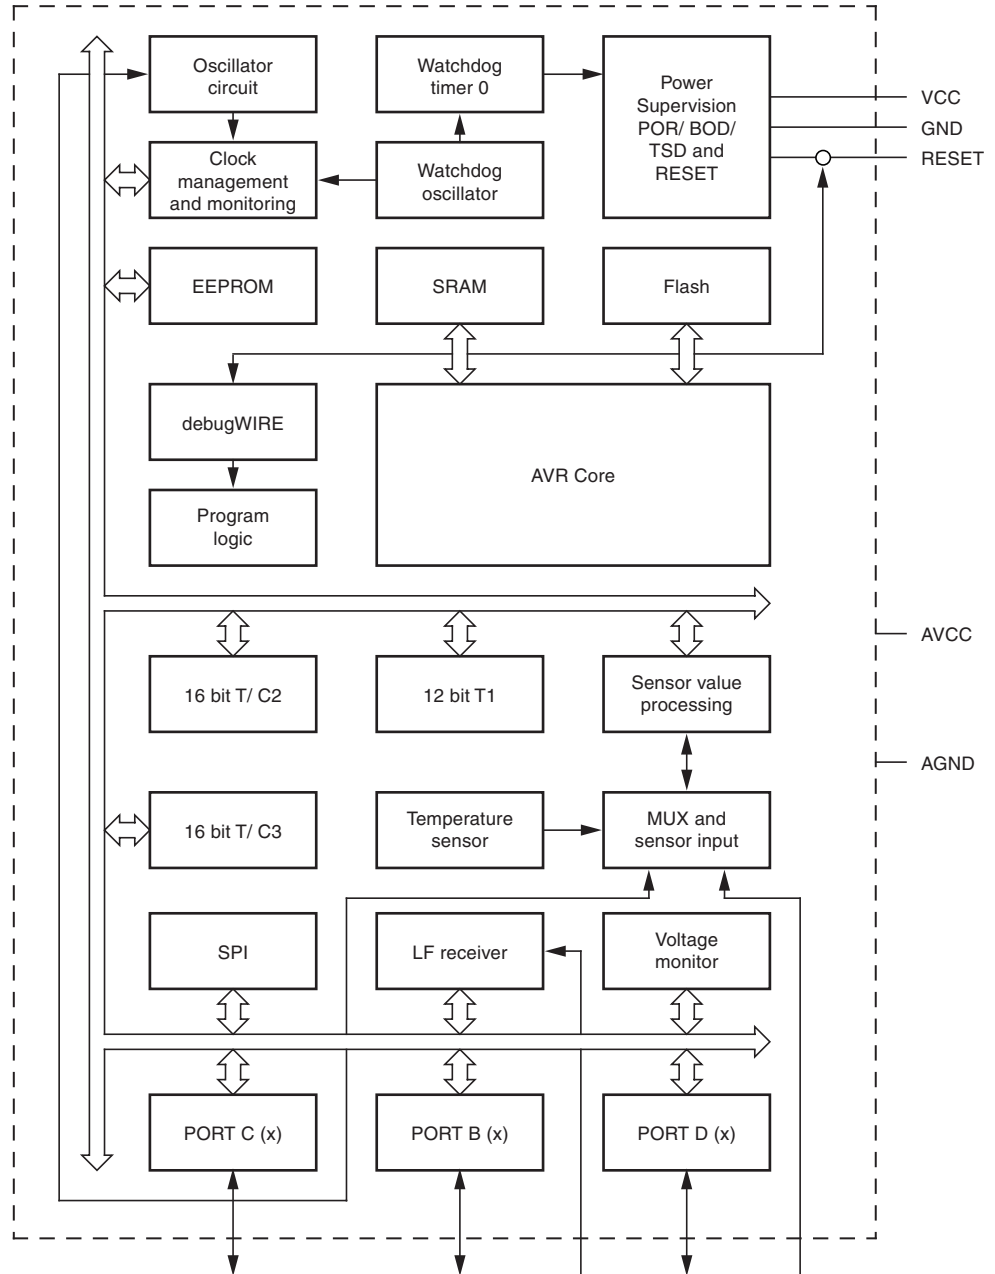 Oscillator
circuit
Watchdog
timer 0
Power
Supervision
POR/ BOD/
TSD and
RESET
VCC
GND
RESET
Clock
management
and monitoring
Watchdog
oscillator
EEPROM
SRAM
Flash
debugWIRE
AVR Core
Program
logic
AVCC
16 bit T/ C2
12 bit T1
Sensor value
processing
AGND
16 bit T/ C3
Temperature
sensor
MUX and
sensor input
SPI
LF receiver
Voltage
monitor
PORT C (x)
PORT B (x)
PORT D (x)